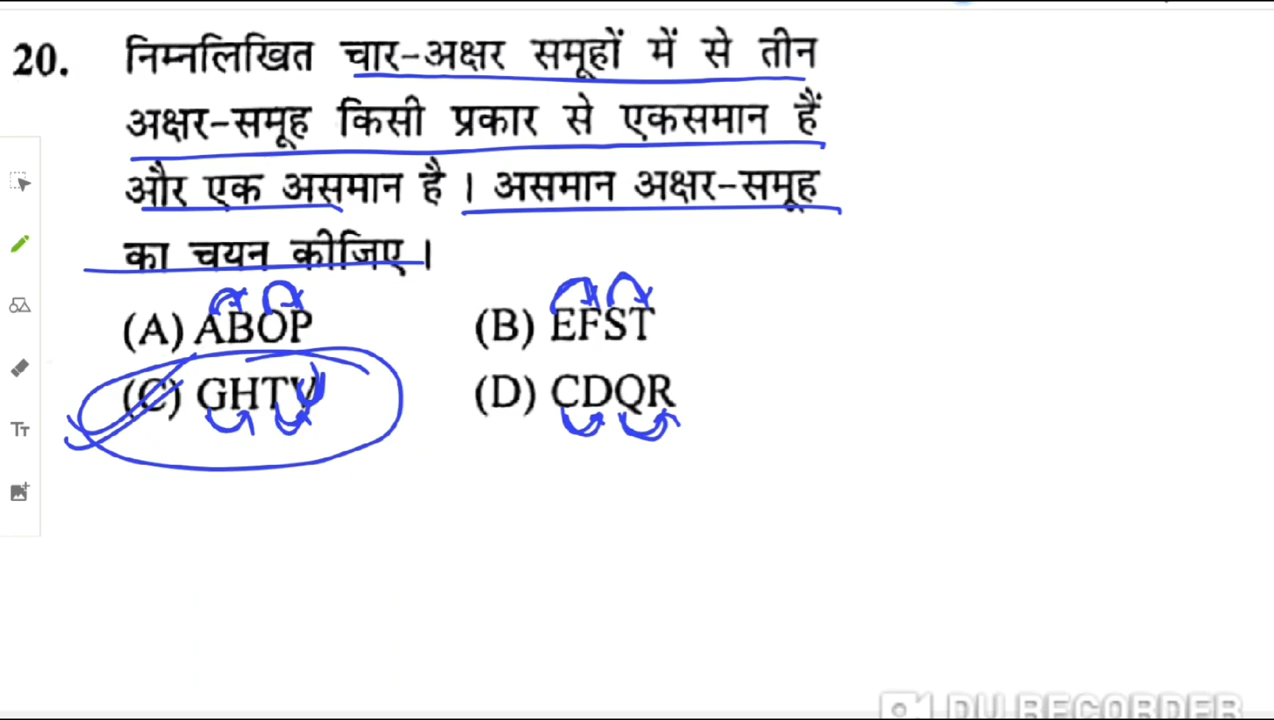 20. निम्नलिखित चार-अक्षर समूहों में से तीन
अक्षर-समूह किसी प्रकार से एकसमान हैं
और एक असमान है । असमान अक्षर-समूह
का चयन कीजिए ।
(A) ABOP (B) EFST
(C) GHTV (D) CDQR
Tт
DU RECORDER